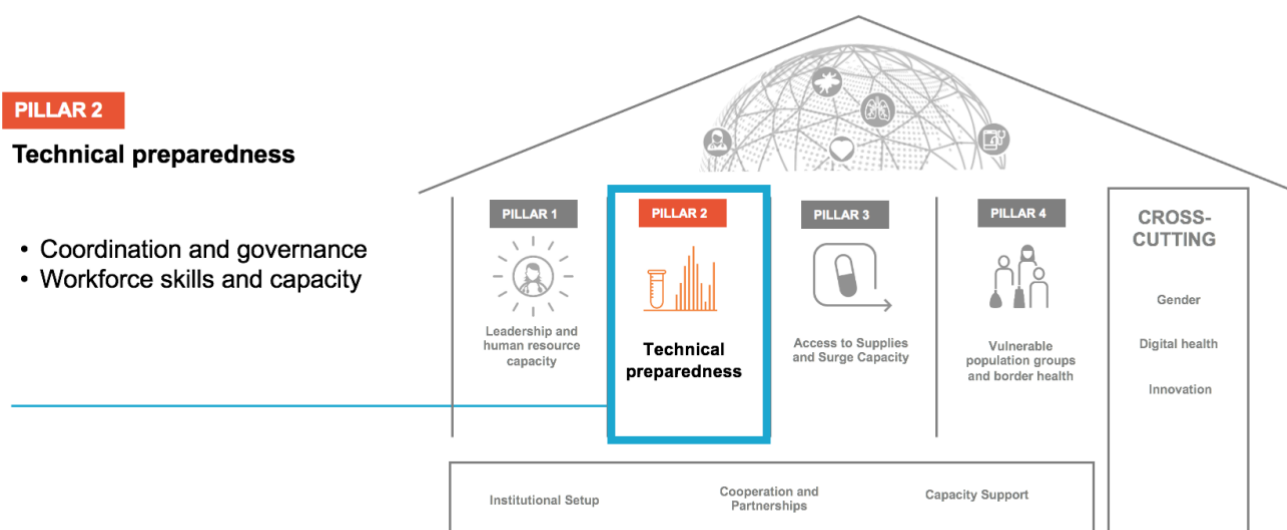 PILLAR 2
Technical preparedness
• Coordination and governance
• Workforce skills and capacity
PILLAR 1
Leadership and
human resource
capacity
PILLAR 2
Technical
preparedness
PILLAR 3
Access to Supplies
and Surge Capacity
PILLAR 4
Vulnerable
population groups
and border health
CROSS-
CUTTING
Gender
Digital health
Innovation
Institutional Setup
Cooperation and
Partnerships
Capacity Support